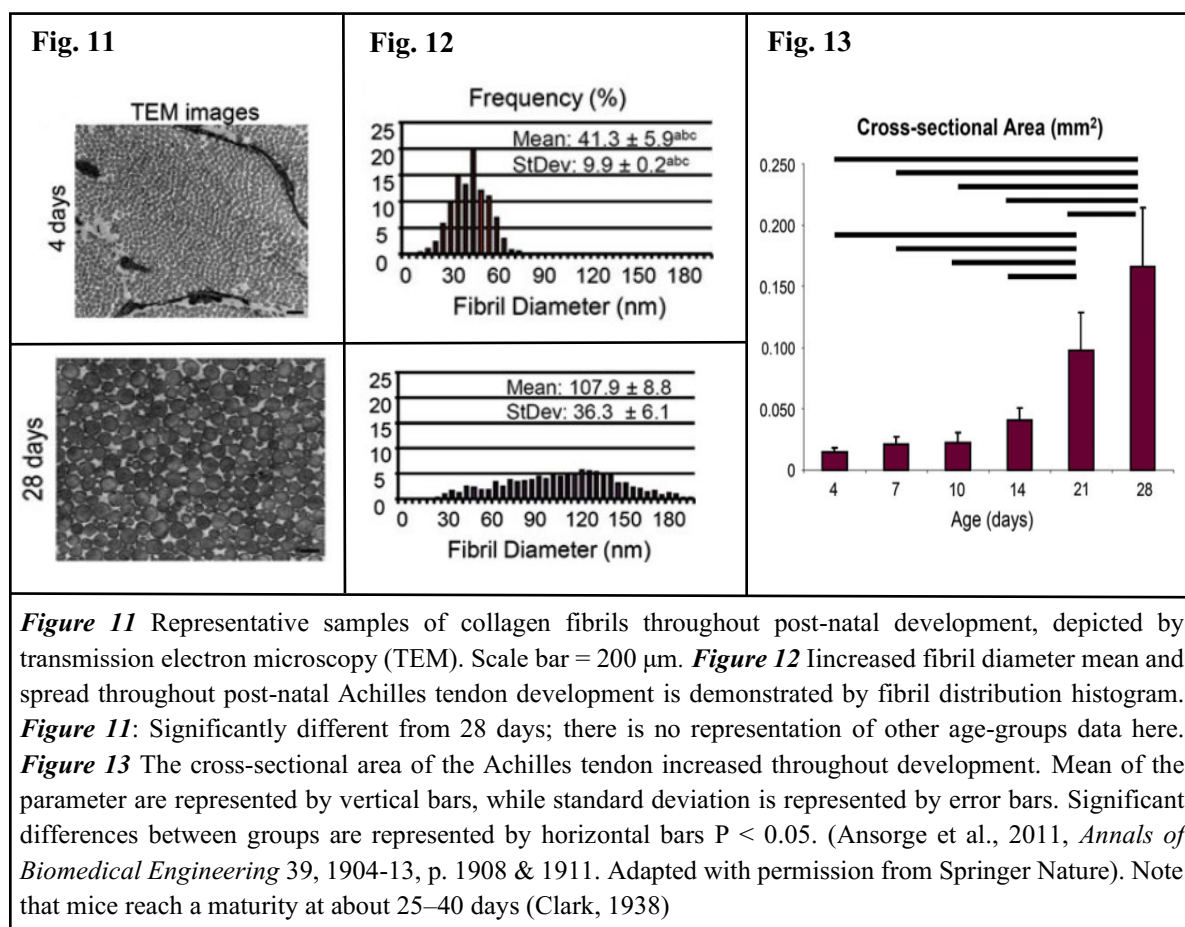 Fig. 11
TEM images
4 days
28 days
Fig. 12
Frequency (%)
25
20
15
10
5
0
Mean: 41.3 ± 5.9abc
StDev: 9.9 ± 0.2abc
0 30 60 90 120 150 180
Fibril Diameter (nm)
25
20
15
10
5
0
Mean: 107.9 ± 8.8
StDev: 36.3 ± 6.1
0 30 60 90 120 150 180
Fibril Diameter (nm)
Fig. 13
Cross-sectional Area (mm²)
0.250
0.200
0.150
0.100
0.050
0
4 7 10 14 21 28
Age (days)
Figure 11 Representative samples of collagen fibrils throughout post-natal development, depicted by
transmission electron microscopy (TEM). Scale bar = 200 μm. Figure 12 Iincreased fibril diameter mean and
spread throughout post-natal Achilles tendon development is demonstrated by fibril distribution histogram.
Figure 11: Significantly different from 28 days; there is no representation of other age-groups data here.
Figure 13 The cross-sectional area of the Achilles tendon increased throughout development. Mean of the
parameter are represented by vertical bars, while standard deviation is represented by error bars. Significant
differences between groups are represented by horizontal bars P < 0.05. (Ansorge et al., 2011, Annals of
Biomedical Engineering 39, 1904-13, p. 1908 & 1911. Adapted with permission from Springer Nature). Note
that mice reach a maturity at about 25–40 days (Clark, 1938)